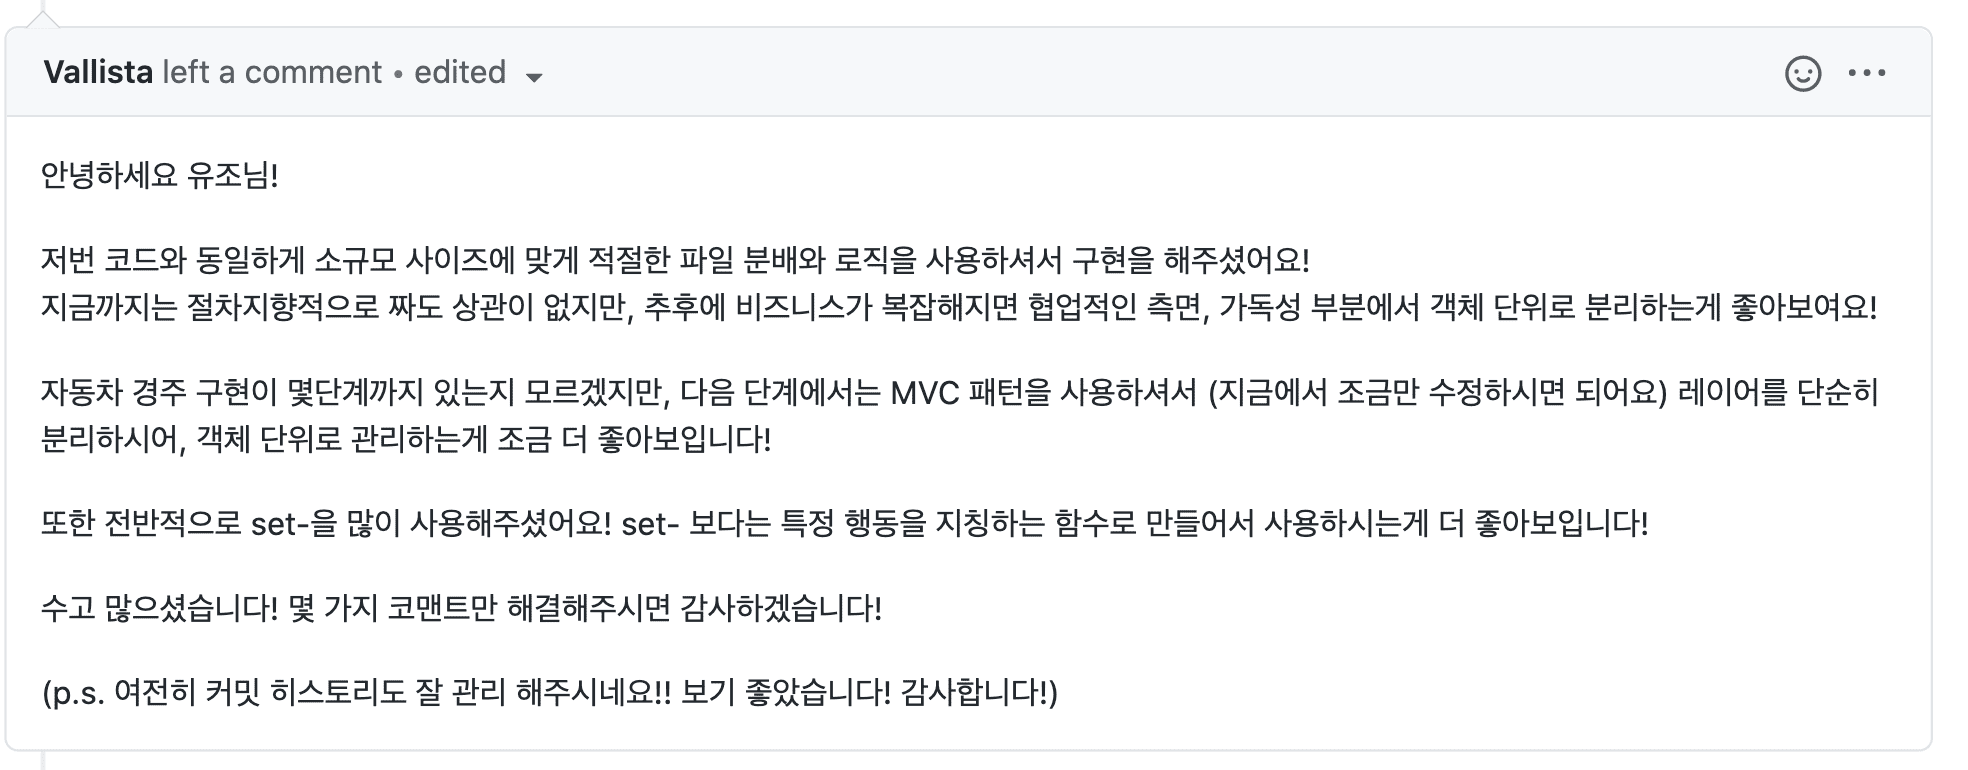 Vallista left a comment • edited
안녕하세요 유조님!
저번 코드와 동일하게 소규모 사이즈에 맞게 적절한 파일 분배와 로직을 사용하셔서 구현을 해주셨어요!
지금까지는 절차지향적으로 짜도 상관이 없지만, 추후에 비즈니스가 복잡해지면 협업적인 측면, 가독성 부분에서 객체 단위로 분리하는게 좋아보여요!
자동차 경주 구현이 몇단계까지 있는지 모르겠지만, 다음 단계에서는 MVC 패턴을 사용하셔서 (지금에서 조금만 수정하시면 되어요) 레이어를 단순히
분리하시어, 객체 단위로 관리하는게 조금 더 좋아보입니다!
또한 전반적으로 set-을 많이 사용해주셨어요! set- 보다는 특정 행동을 지칭하는 함수로 만들어서 사용하시는게 더 좋아보입니다!
수고 많으셨습니다! 몇 가지 코맨트만 해결해주시면 감사하겠습니다!
(p.s. 여전히 커밋 히스토리도 잘 관리 해주시네요!! 보기 좋았습니다! 감사합니다!)